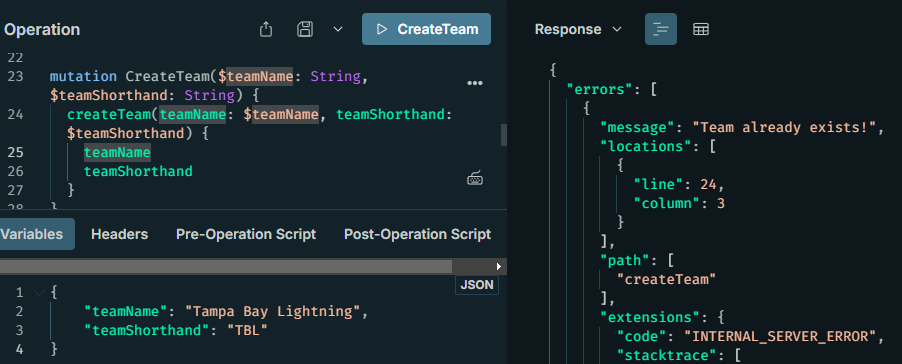 Operation
CreateTeam
22
23 mutation CreateTeam($teamName: String,
$teamShorthand: String) {
24 createTeam(teamName: $teamName, teamShorthand:
$teamShorthand) {
25 teamName
26 teamShorthand
27 }
28 }
Variables Headers Pre-Operation Script Post-Operation Script
JSON
1 {
2 "teamName": "Tampa Bay Lightning",
3 "teamShorthand": "TBL"
4 }
Response
{
"errors": [
{
"message": "Team already exists!",
"locations": [
{
"line": 24,
"column": 3
}
],
"path": [
"createTeam"
],
"extensions": {
"code": "INTERNAL_SERVER_ERROR",
"stacktrace": [